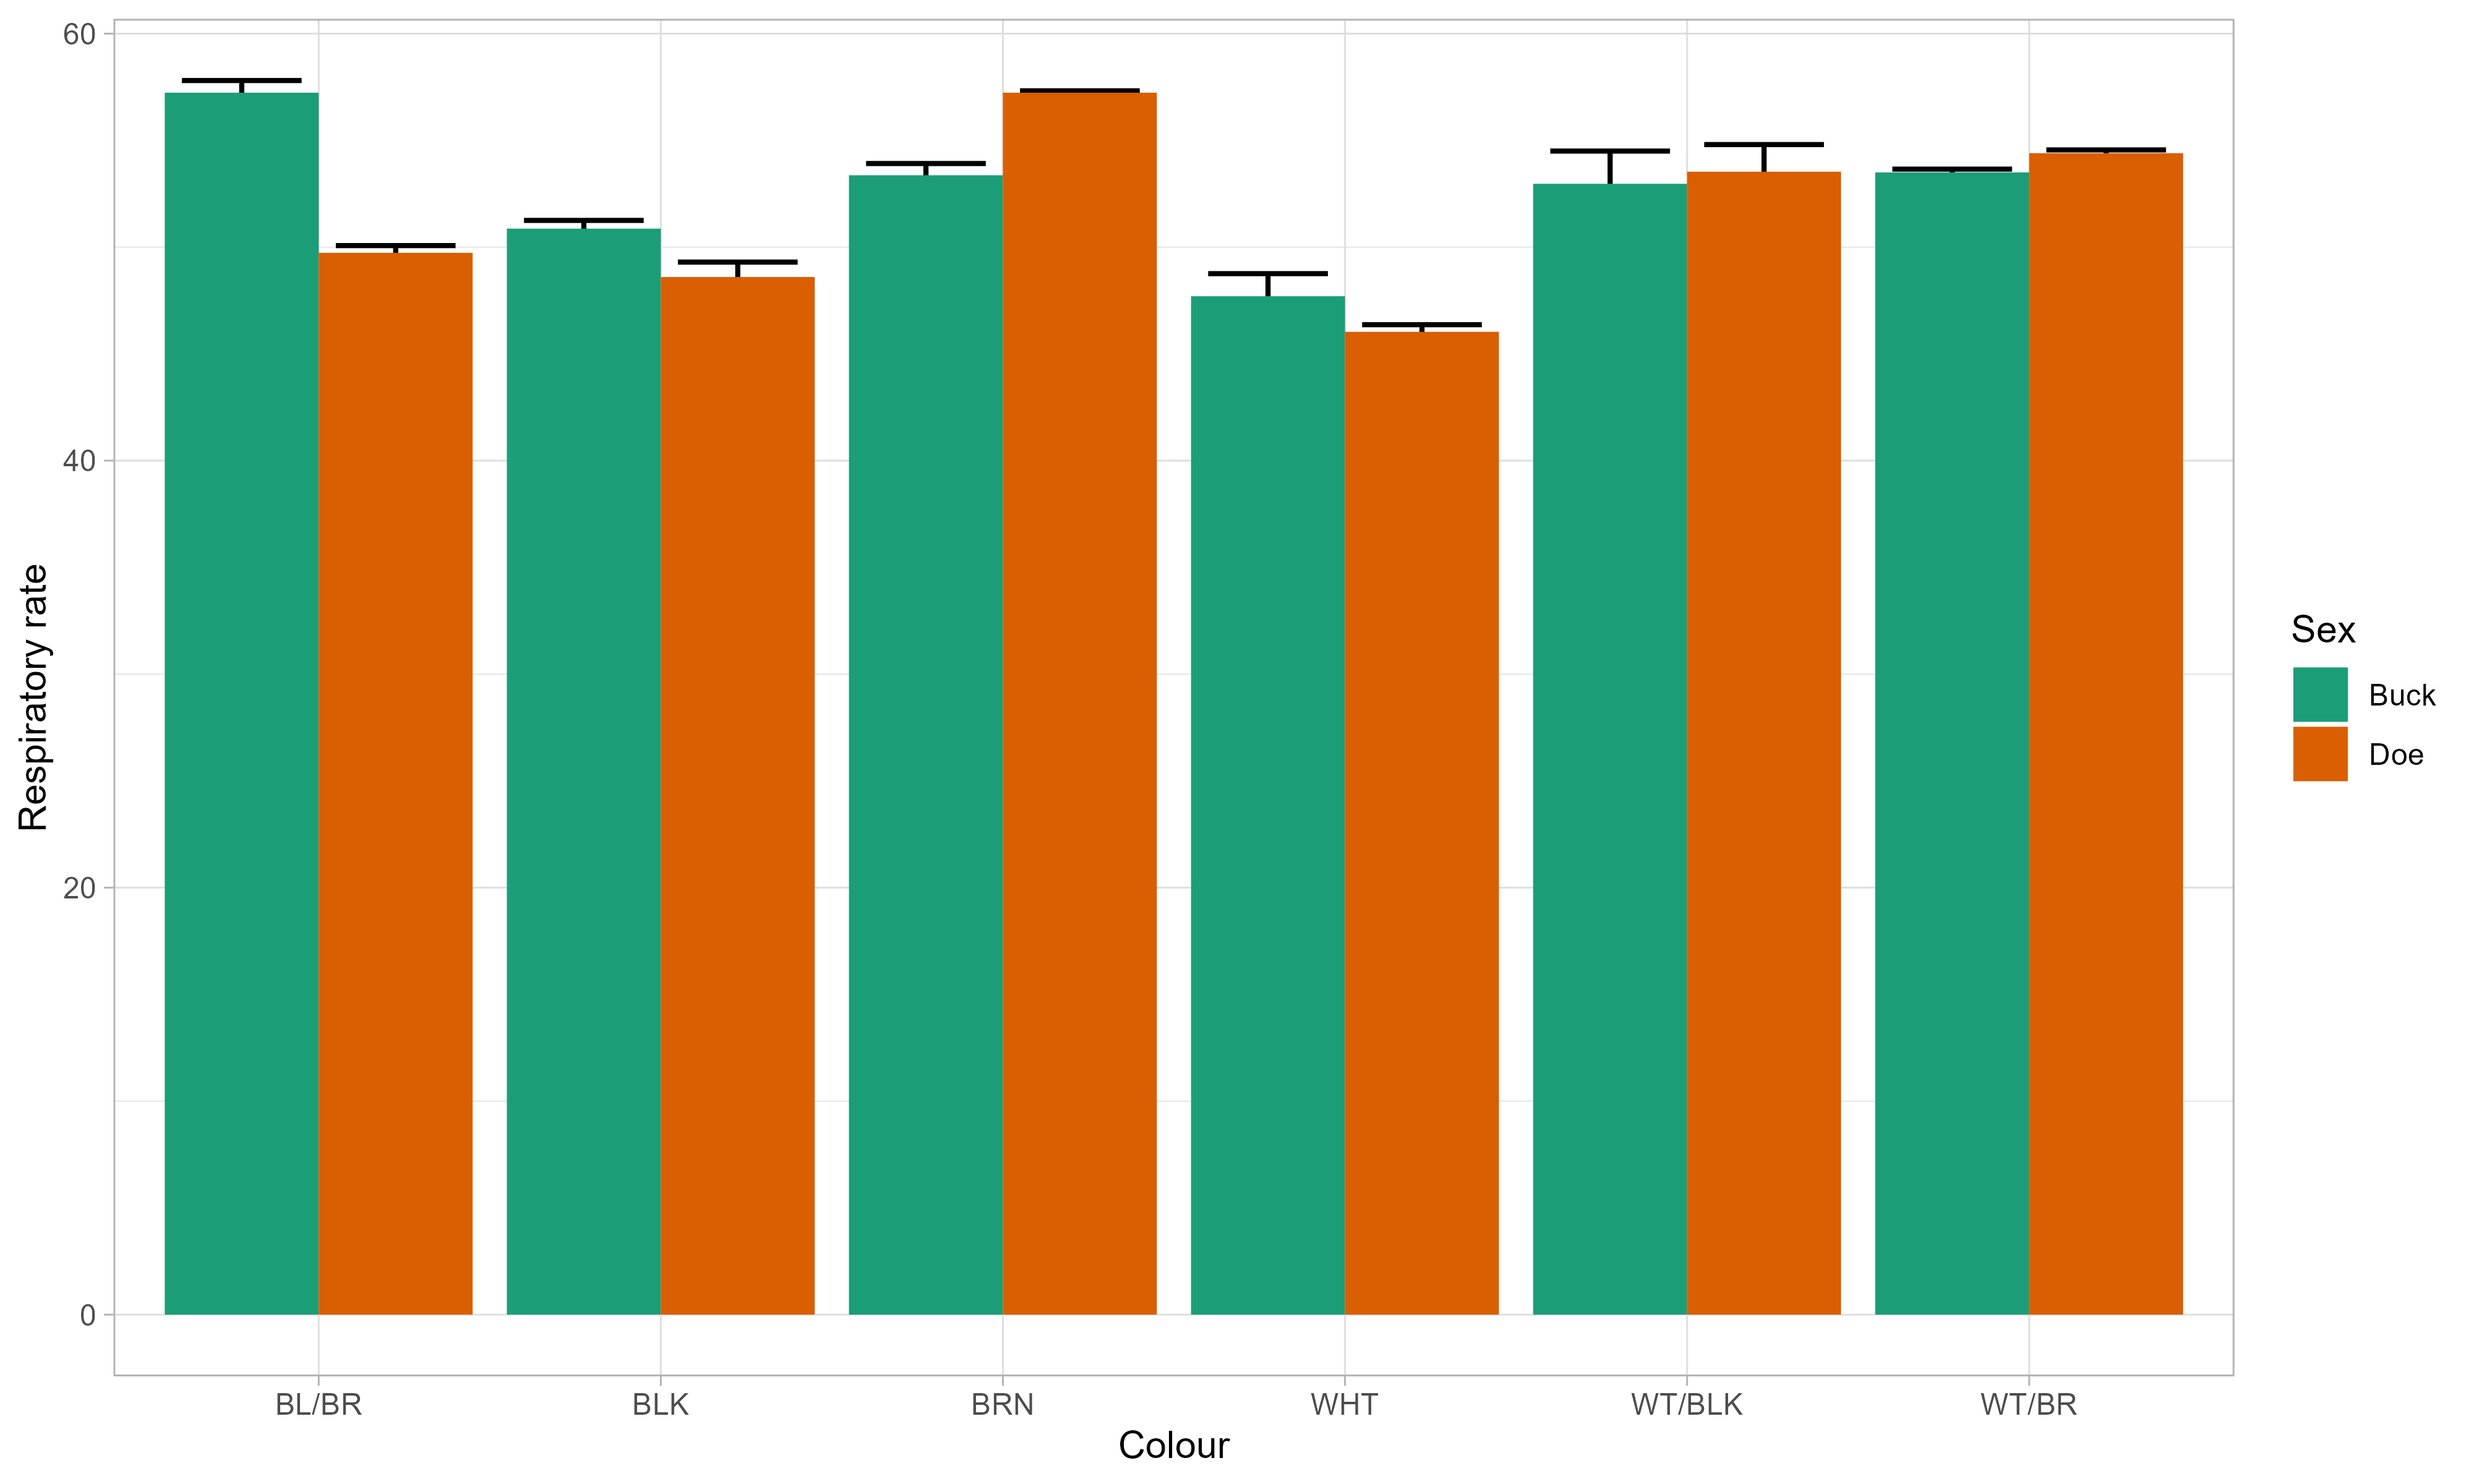 60
40
20
0
Respiratory rate
BL/BR
BLK
BRN
WHT
WT/BLK
WT/BR
Colour
Sex
Buck
Doe